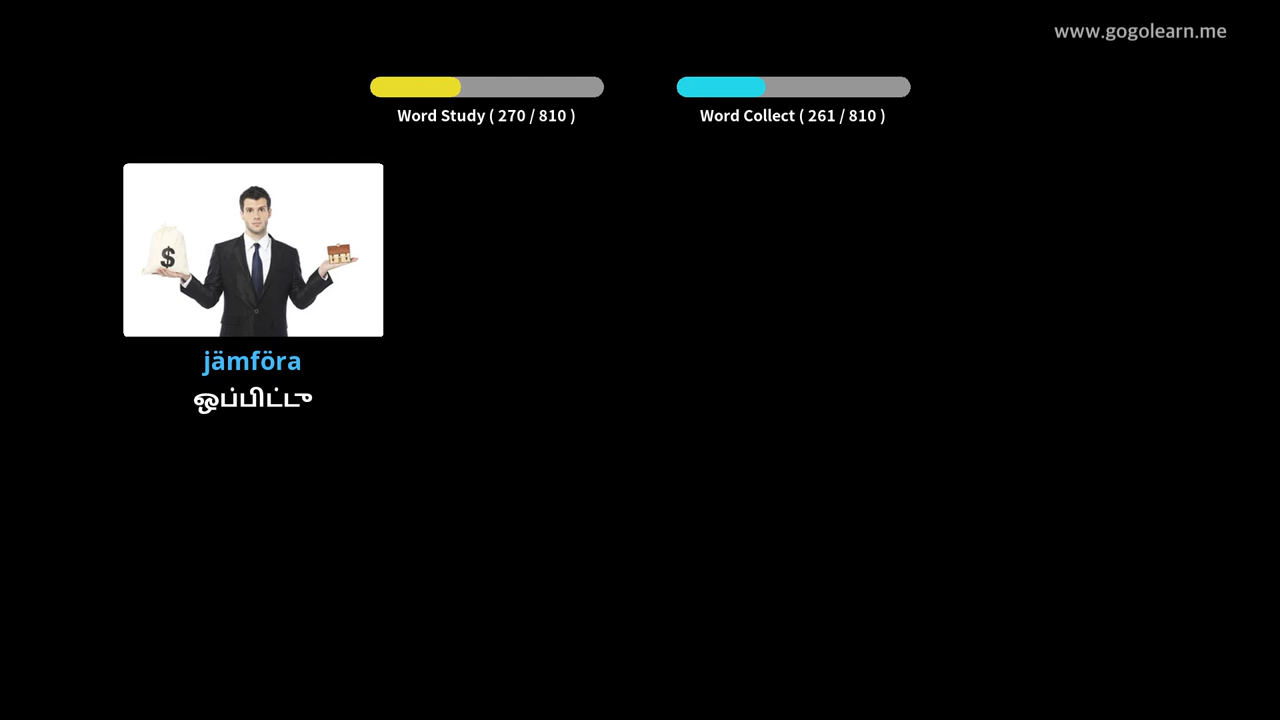 www.gogolearn.me
Word Study ( 270 / 810 )
Word Collect ( 261 / 810 )
$
jämföra
ஒப்பிட்டு